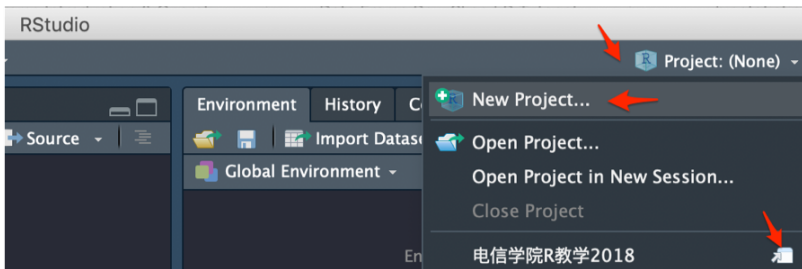 RStudio
Project: (None)
Environment History
New Project...
Source
Import Datase
Open Project...
Global Environment
Open Project in New Session...
Close Project
En
电信学院R教学2018